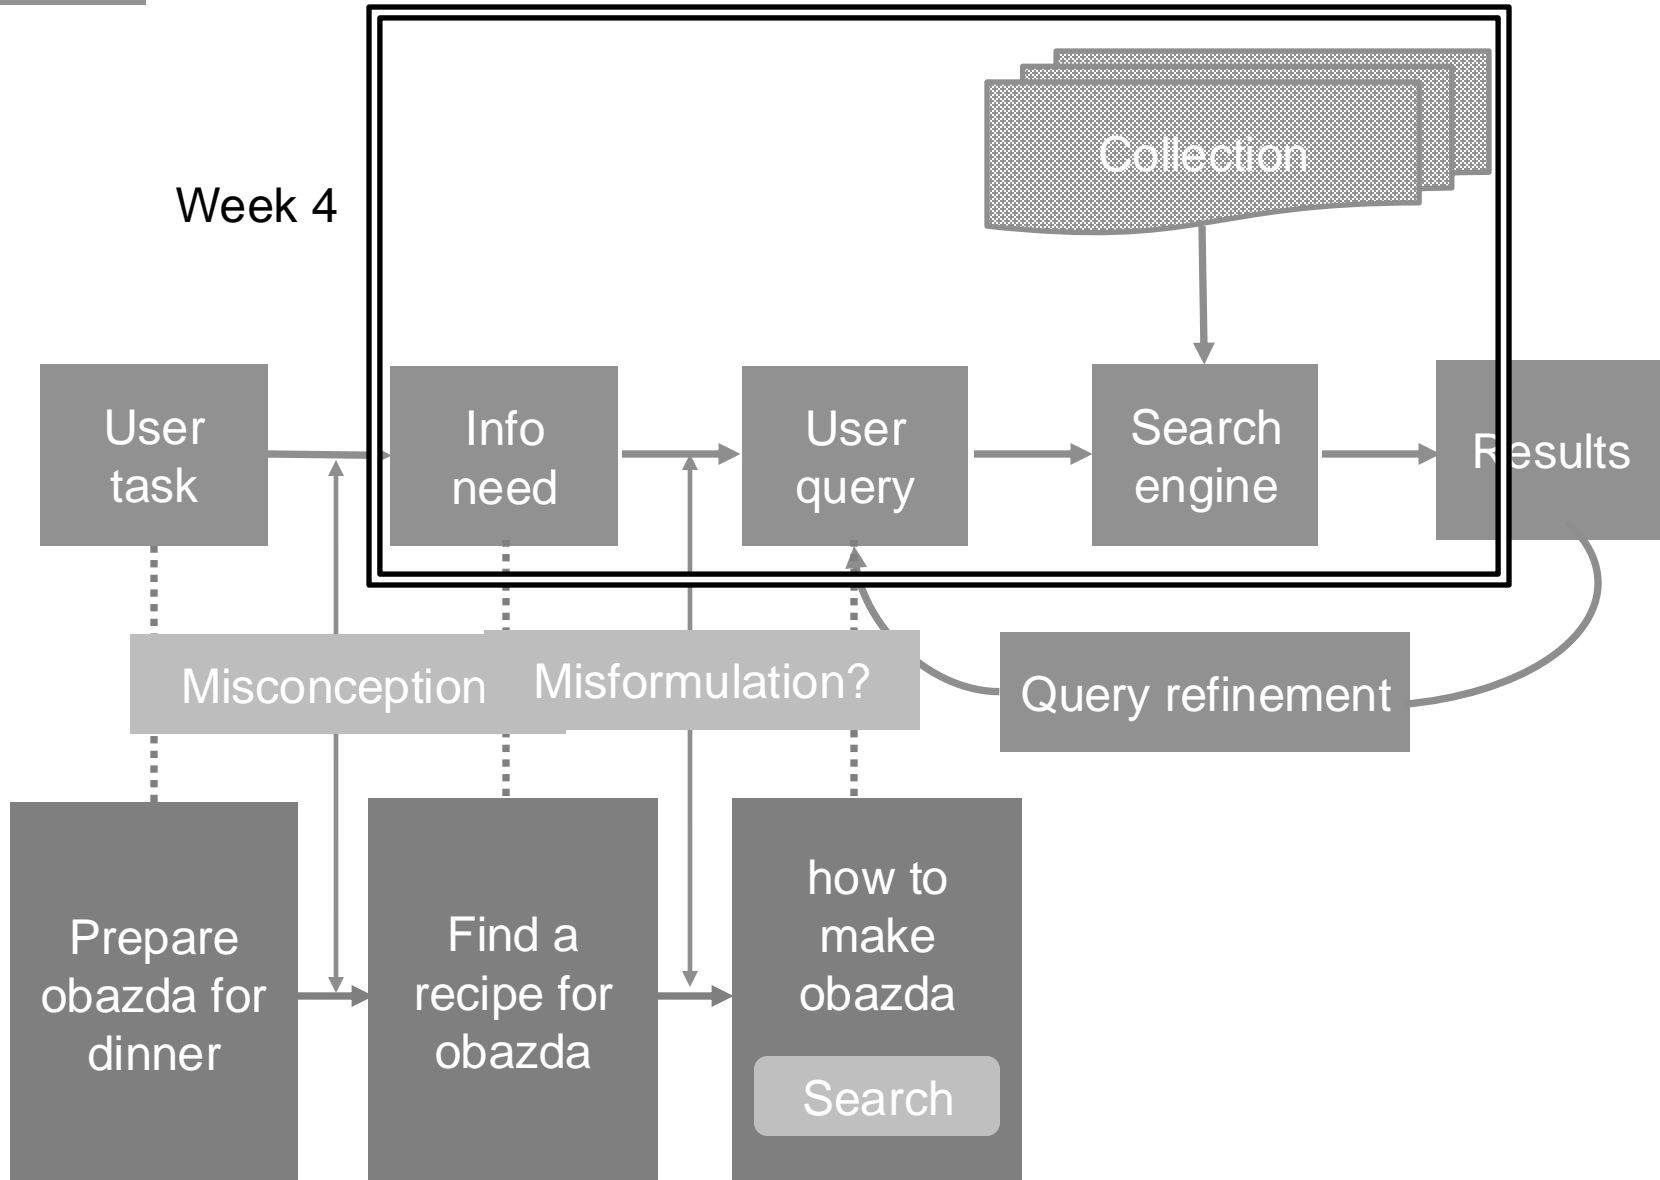 Collection
Week 4
User
task
Info
need
User
query
Search
engine
Results
Misconception
Misformulation?
Query refinement
Prepare
obazda for
dinner
Find a
recipe for
obazda
how to
make
obazda
Search